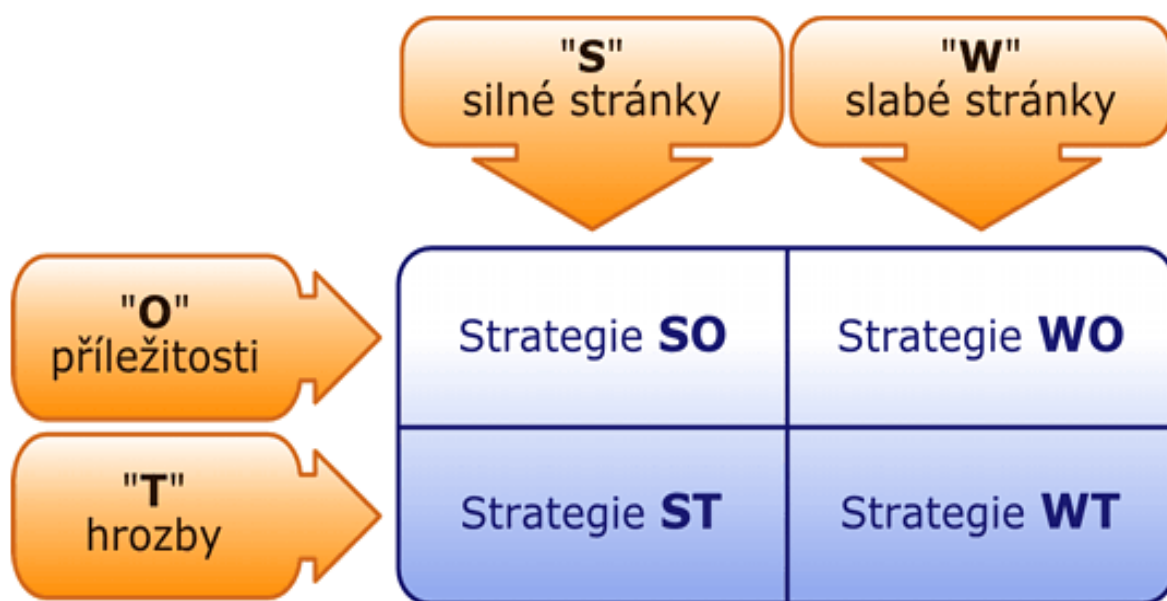 "S"
silné stránky
"W"
slabé stránky
"O"
příležitosti
Strategie SO
Strategie WO
"T"
hrozby
Strategie ST
Strategie WT